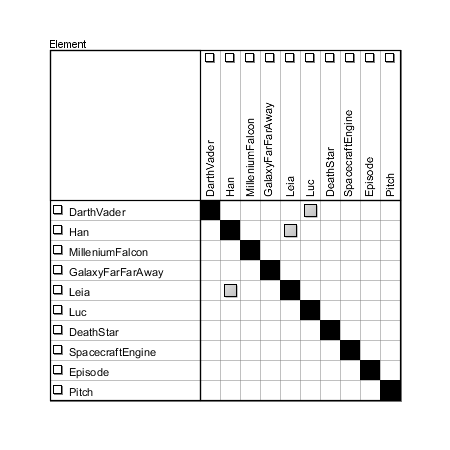 Element
DarthVader
Han
MilleniumFalcon
GalaxyFarFarAway
Leia
Luc
DeathStar
SpacecraftEngine
Episode
Pitch
DarthVader
Han
MilleniumFalcon
GalaxyFarFarAway
Leia
Luc
DeathStar
SpacecraftEngine
Episode
Pitch